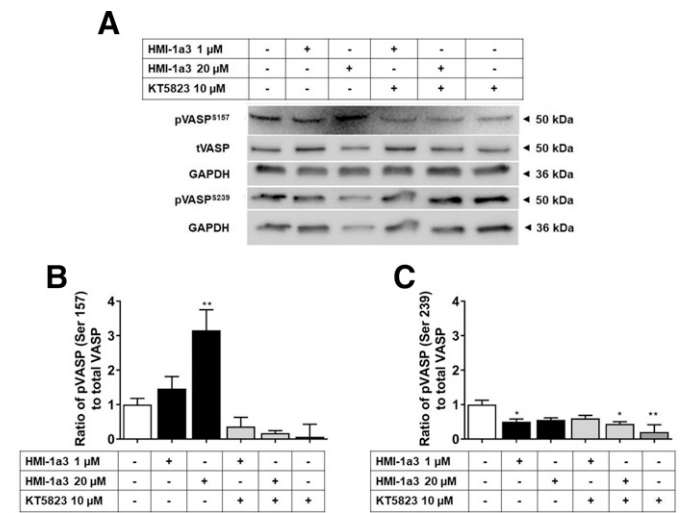 A
HMI-1a3 1 µM - + - + - -
HMI-1a3 20 µM - - + - + -
KT5823 10 µM - - - + + +
pVASPS157 ◄ 50 kDa
tVASP ◄ 50 kDa
GAPDH ◄ 36 kDa
pVASPS239 ◄ 50 kDa
GAPDH ◄ 36 kDa
B
Ratio of pVASP (Ser 157)
to total VASP
4
3
2
1
0
**
HMI-1a3 1 µM - + - + - -
HMI-1a3 20 µM - - + - + -
KT5823 10 µM - - - + + +
C
Ratio of pVASP (Ser 239)
to total VASP
4
3
2
1
0
* * **
HMI-1a3 1 µM - + - + - -
HMI-1a3 20 µM - - + - + -
KT5823 10 µM - - - + + +